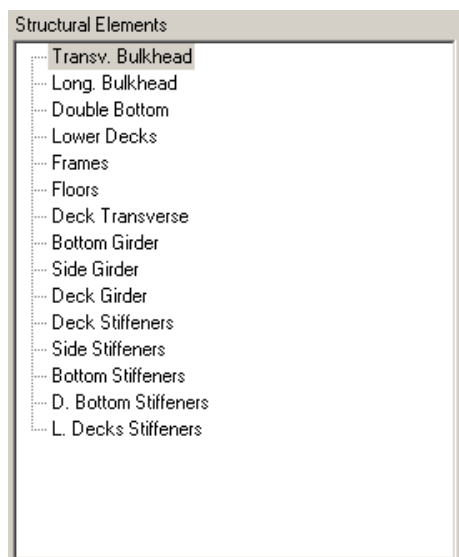 Structural Elements
Transv. Bulkhead
Long. Bulkhead
Double Bottom
Lower Decks
Frames
Floors
Deck Transverse
Bottom Girder
Side Girder
Deck Girder
Deck Stiffeners
Side Stiffeners
Bottom Stiffeners
D. Bottom Stiffeners
L. Decks Stiffeners